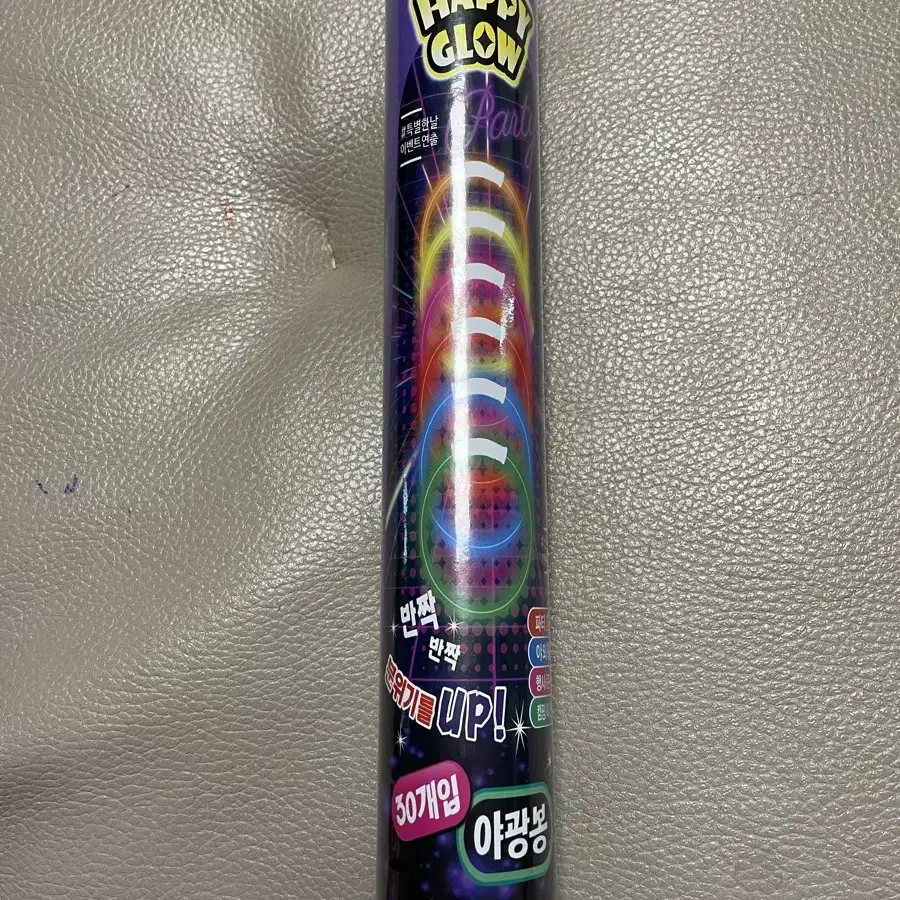 HAPPY
GLOW
Party
#특별한날
이벤트연출
반짝
반짝
분위기를 UP!
30개입
야광봉